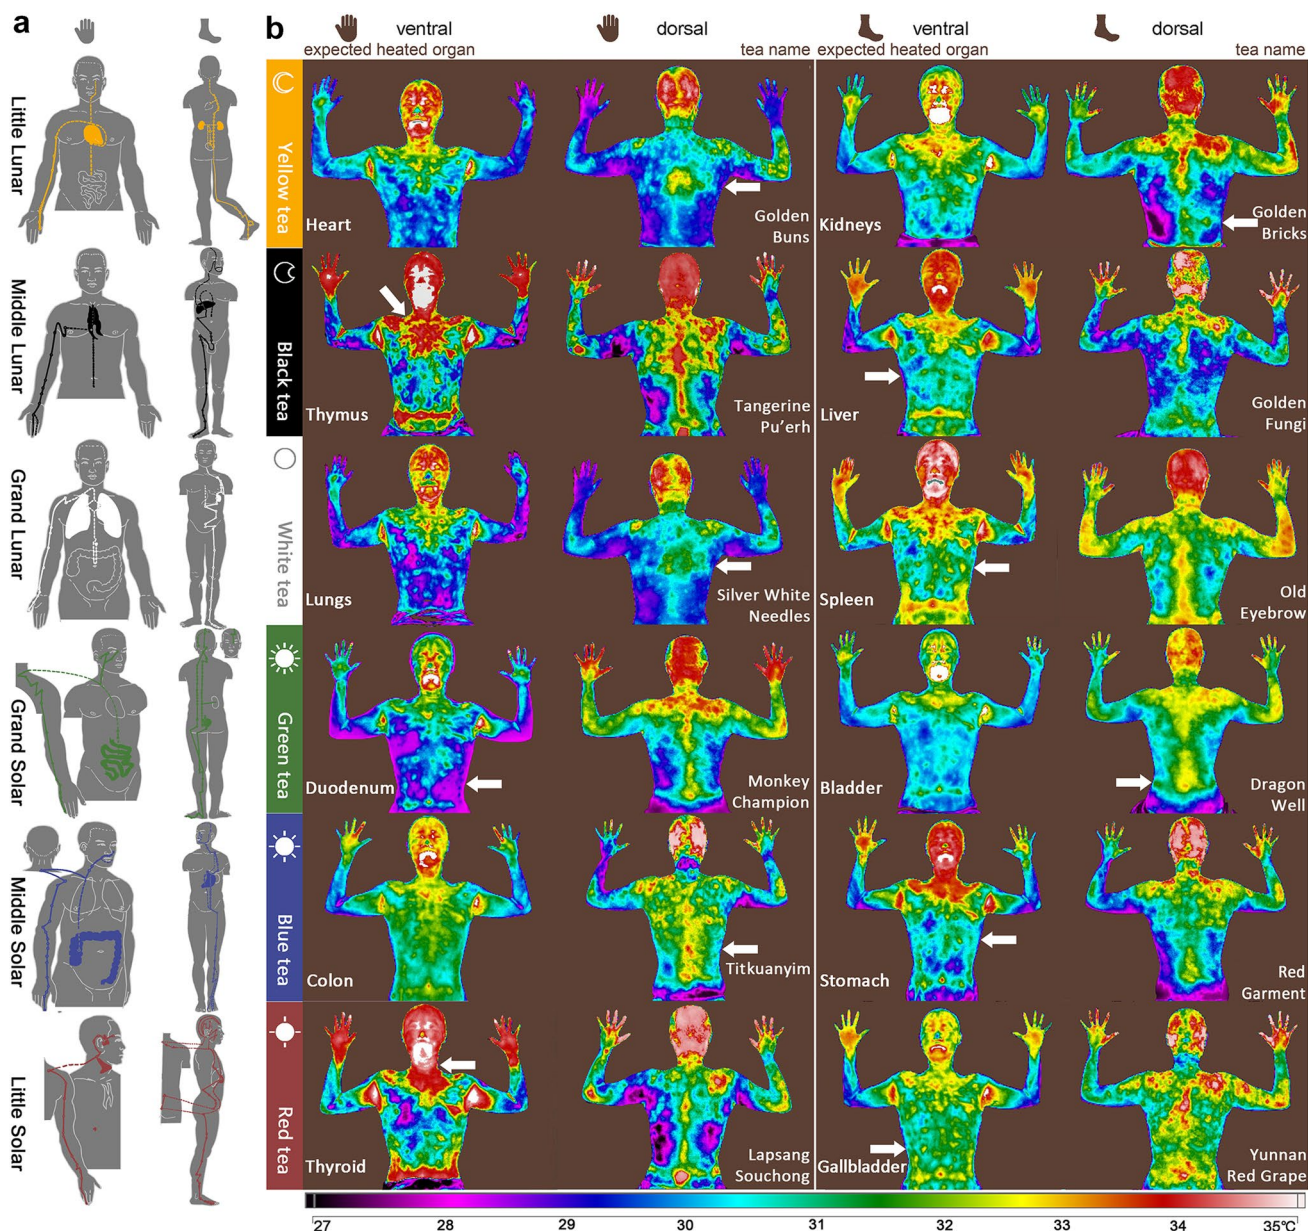 a
b
ventral
dorsal
ventral
dorsal
expected heated organ
tea name
expected heated organ
tea name
Little Lunar
Yellow tea
Heart
Golden
Buns
Kidneys
Golden
Bricks
Middle Lunar
Black tea
Thymus
Tangerine
Pu'erh
Liver
Golden
Fungi
Grand Lunar
White tea
Lungs
Silver White
Needles
Spleen
Old
Eyebrow
Grand Solar
Green tea
Duodenum
Monkey
Champion
Bladder
Dragon
Well
Middle Solar
Blue tea
Colon
Titkuanyim
Stomach
Red
Garment
Little Solar
Red tea
Thyroid
Lapsang
Souchong
Gallbladder
Yunnan
Red Grape
27 28 29 30 31 32 33 34 35°C